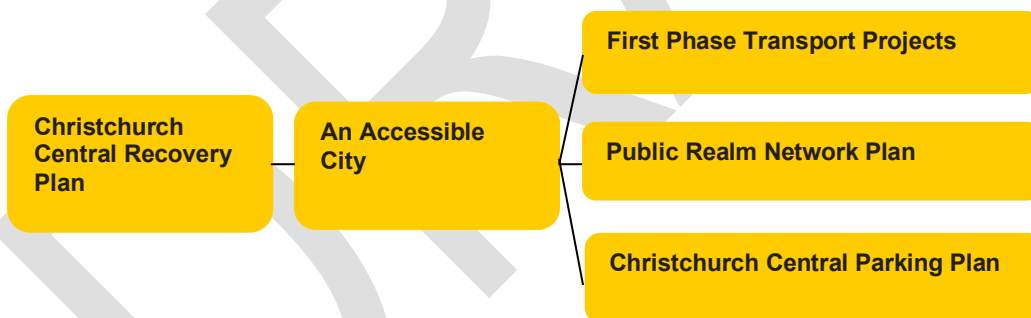 First Phase Transport Projects
Christchurch
Central Recovery
Plan
An Accessible
City
Public Realm Network Plan
Christchurch Central Parking Plan